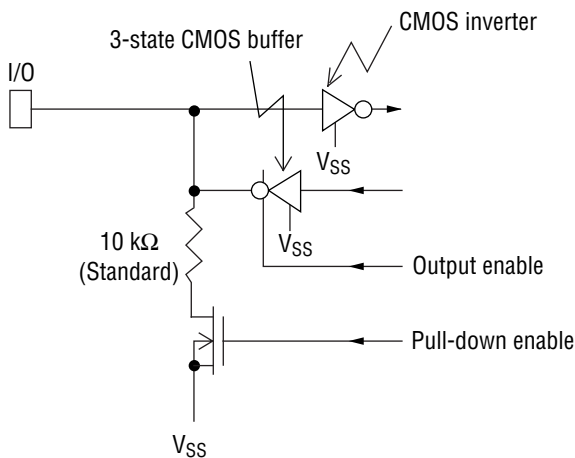 CMOS inverter
3-state CMOS buffer
I/O
VSS
VSS
10 kΩ
(Standard)
Output enable
Pull-down enable
VSS